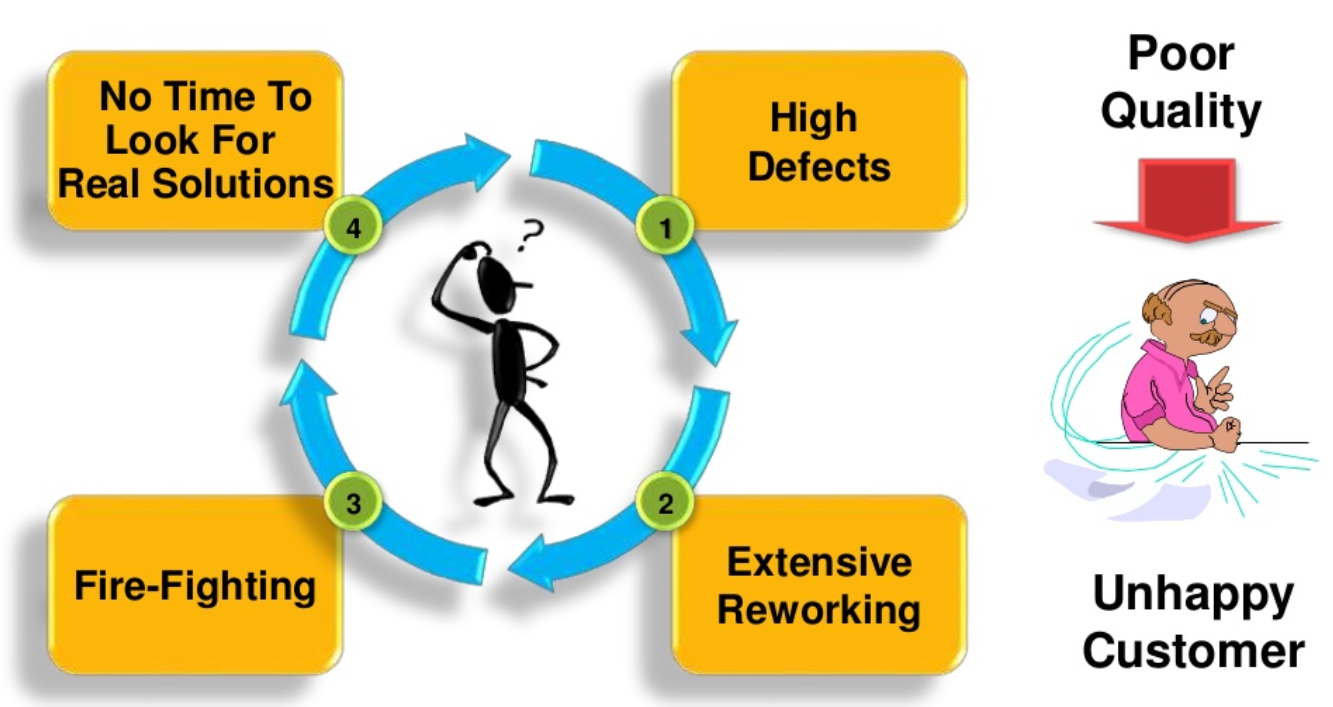 No Time To
Look For
Real Solutions
4
High
Defects
1
?
3
Fire-Fighting
2
Extensive
Reworking
Poor
Quality
Unhappy
Customer